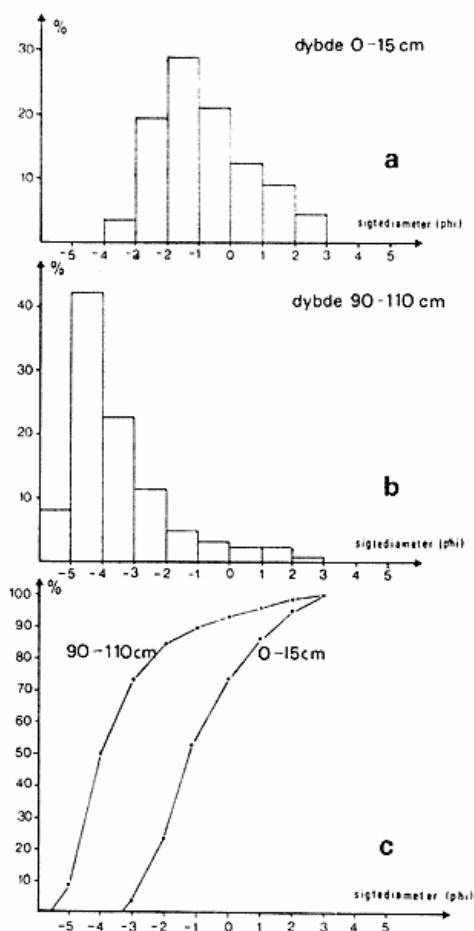 %
dybde 0-15 cm
30
20
10
a
sigtediameter (phi)
-5 -4 -3 -2 -1 0 1 2 3 4 5
%
dybde 90-110 cm
40
30
20
10
b
sigtediameter (phi)
-5 -4 -3 -2 -1 0 1 2 3 4 5
%
100
90
80
70
60
50
40
30
20
10
90-110cm
0-15cm
c
sigtediameter (phi)
-5 -4 -3 -2 -1 0 1 2 3 4 5